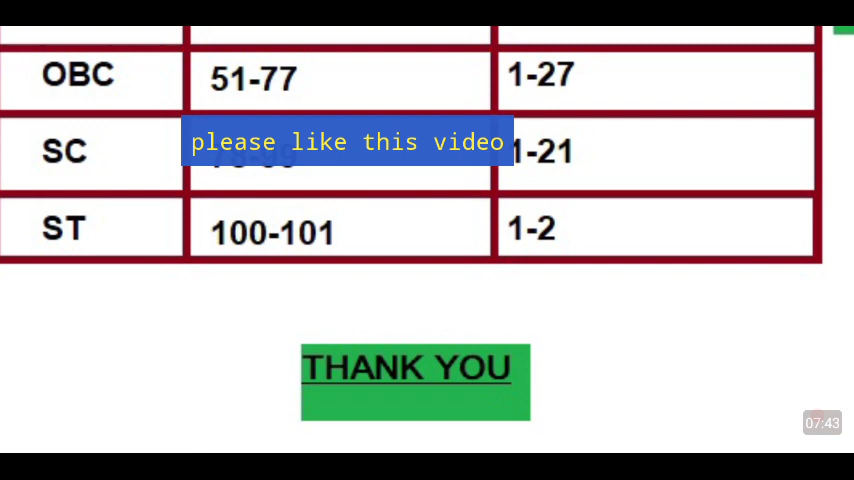 OBC 51-77 1-27
please like this video
SC 1-21
ST 100-101 1-2
THANK YOU
07:43